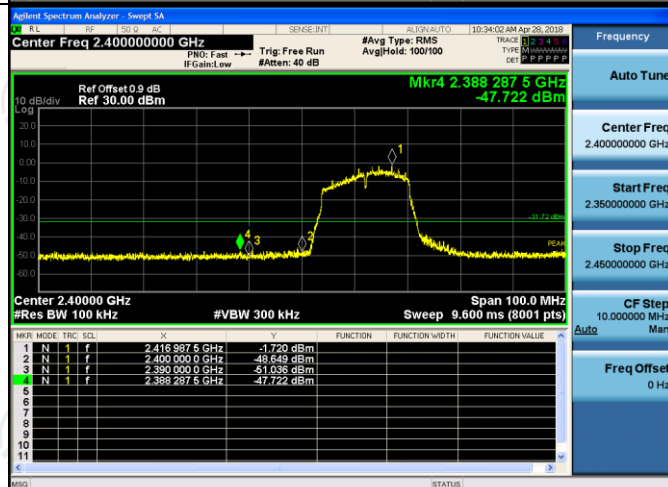 Agilent Spectrum Analyzer - Swept SA
RL RF 50 Ω AC SENSE:INT ALIGNAUTO 10:34:02 AM Apr 28, 2018
Center Freq 2.400000000 GHz
PNO: Fast
IFGain:Low
Trig: Free Run
#Atten: 40 dB
#Avg Type: RMS
Avg|Hold: 100/100
TRACE 1 2 3 4 5 6
TYPE M
DET P P P P P P
Mkr4 2.388 287 5 GHz
-47.722 dBm
Ref Offset 0.9 dB
10 dB/div Ref 30.00 dBm
Log
20.0
10.0
0.00
-10.0
-20.0
-30.0
-40.0
-50.0
-60.0
1
-31.72 dBm
4 3 2
PEAK
Center 2.40000 GHz Span 100.0 MHz
#Res BW 100 kHz #VBW 300 kHz Sweep 9.600 ms (8001 pts)
MKR MODE TRC SCL X Y FUNCTION FUNCTION WIDTH FUNCTION VALUE
1 N 1 f 2.416 987 5 GHz -1.720 dBm
2 N 1 f 2.400 000 0 GHz -48.649 dBm
3 N 1 f 2.390 000 0 GHz -51.036 dBm
4 N 1 f 2.388 287 5 GHz -47.722 dBm
5
6
7
8
9
10
11
MSG STATUS
Frequency
Auto Tune
Center Freq
2.400000000 GHz
Start Freq
2.350000000 GHz
Stop Freq
2.450000000 GHz
CF Step
10.000000 MHz
Auto Man
Freq Offset
0 Hz